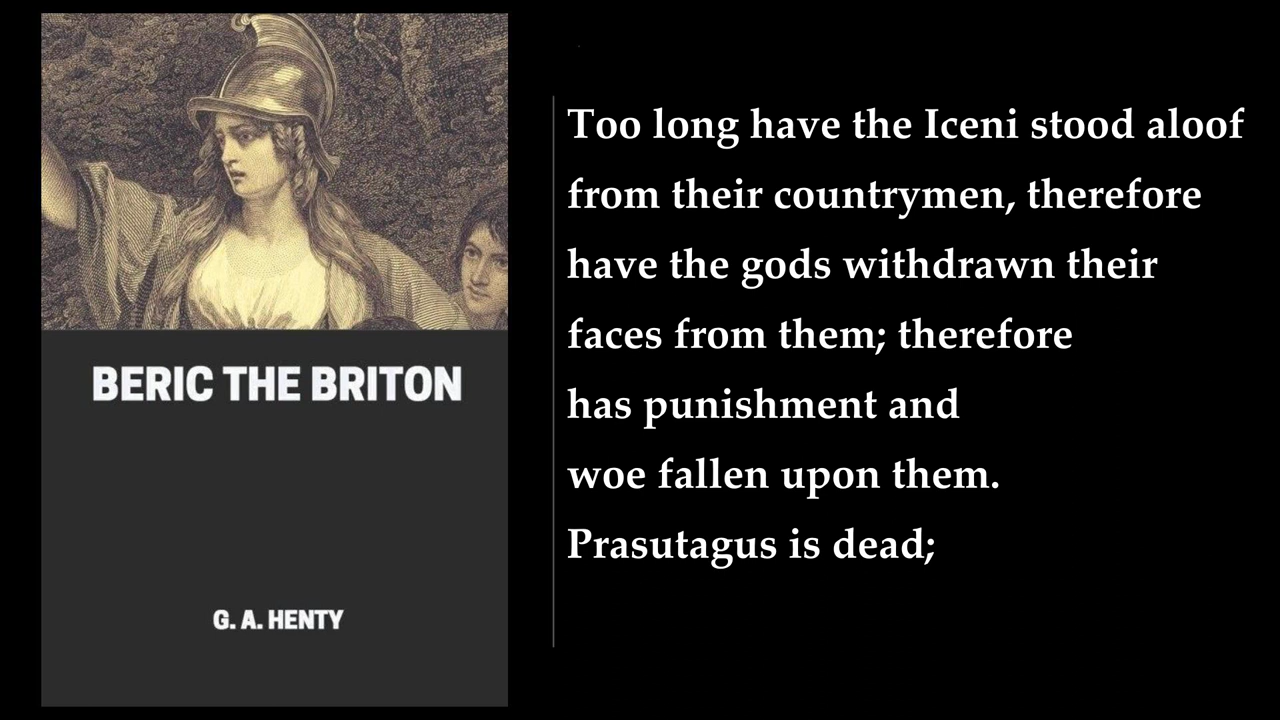 BERIC THE BRITON
G. A. HENTY
Too long have the Iceni stood aloof
from their countrymen, therefore
have the gods withdrawn their
faces from them; therefore
has punishment and
woe fallen upon them.
Prasutagus is dead;